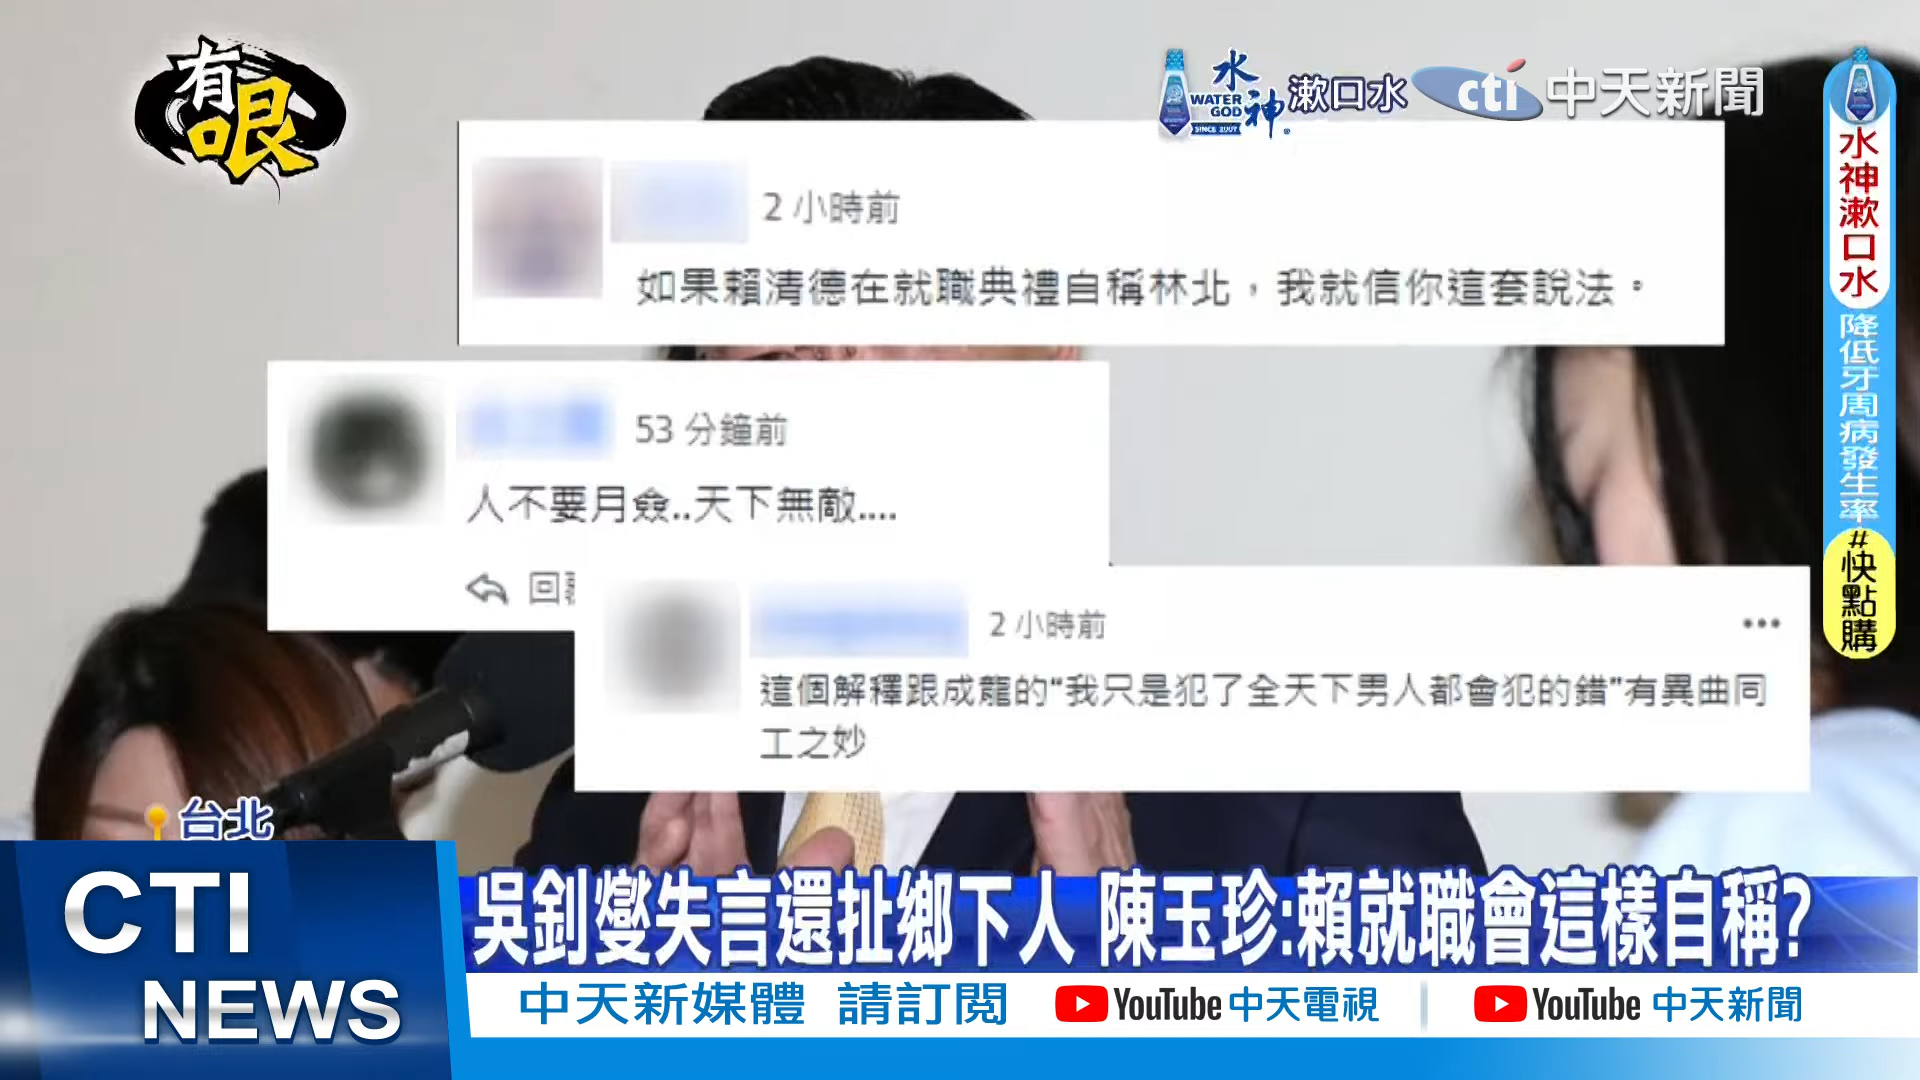 有哏
水神
WATER GOD
SINCE 2007
漱口水
cti 中天新聞
2 小時前
如果賴清德在就職典禮自稱林北，我就信你這套說法。
53 分鐘前
人不要月僉..天下無敵....
回
2 小時前
這個解釋跟成龍的“我只是犯了全天下男人都會犯的錯”有異曲同
工之妙
水神漱口水
降低牙周病發生率
#快點購
台北
CTI NEWS
吳釗燮失言還扯鄉下人 陳玉珍:賴就職會這樣自稱?
中天新媒體 請訂閱 YouTube 中天電視 | YouTube 中天新聞